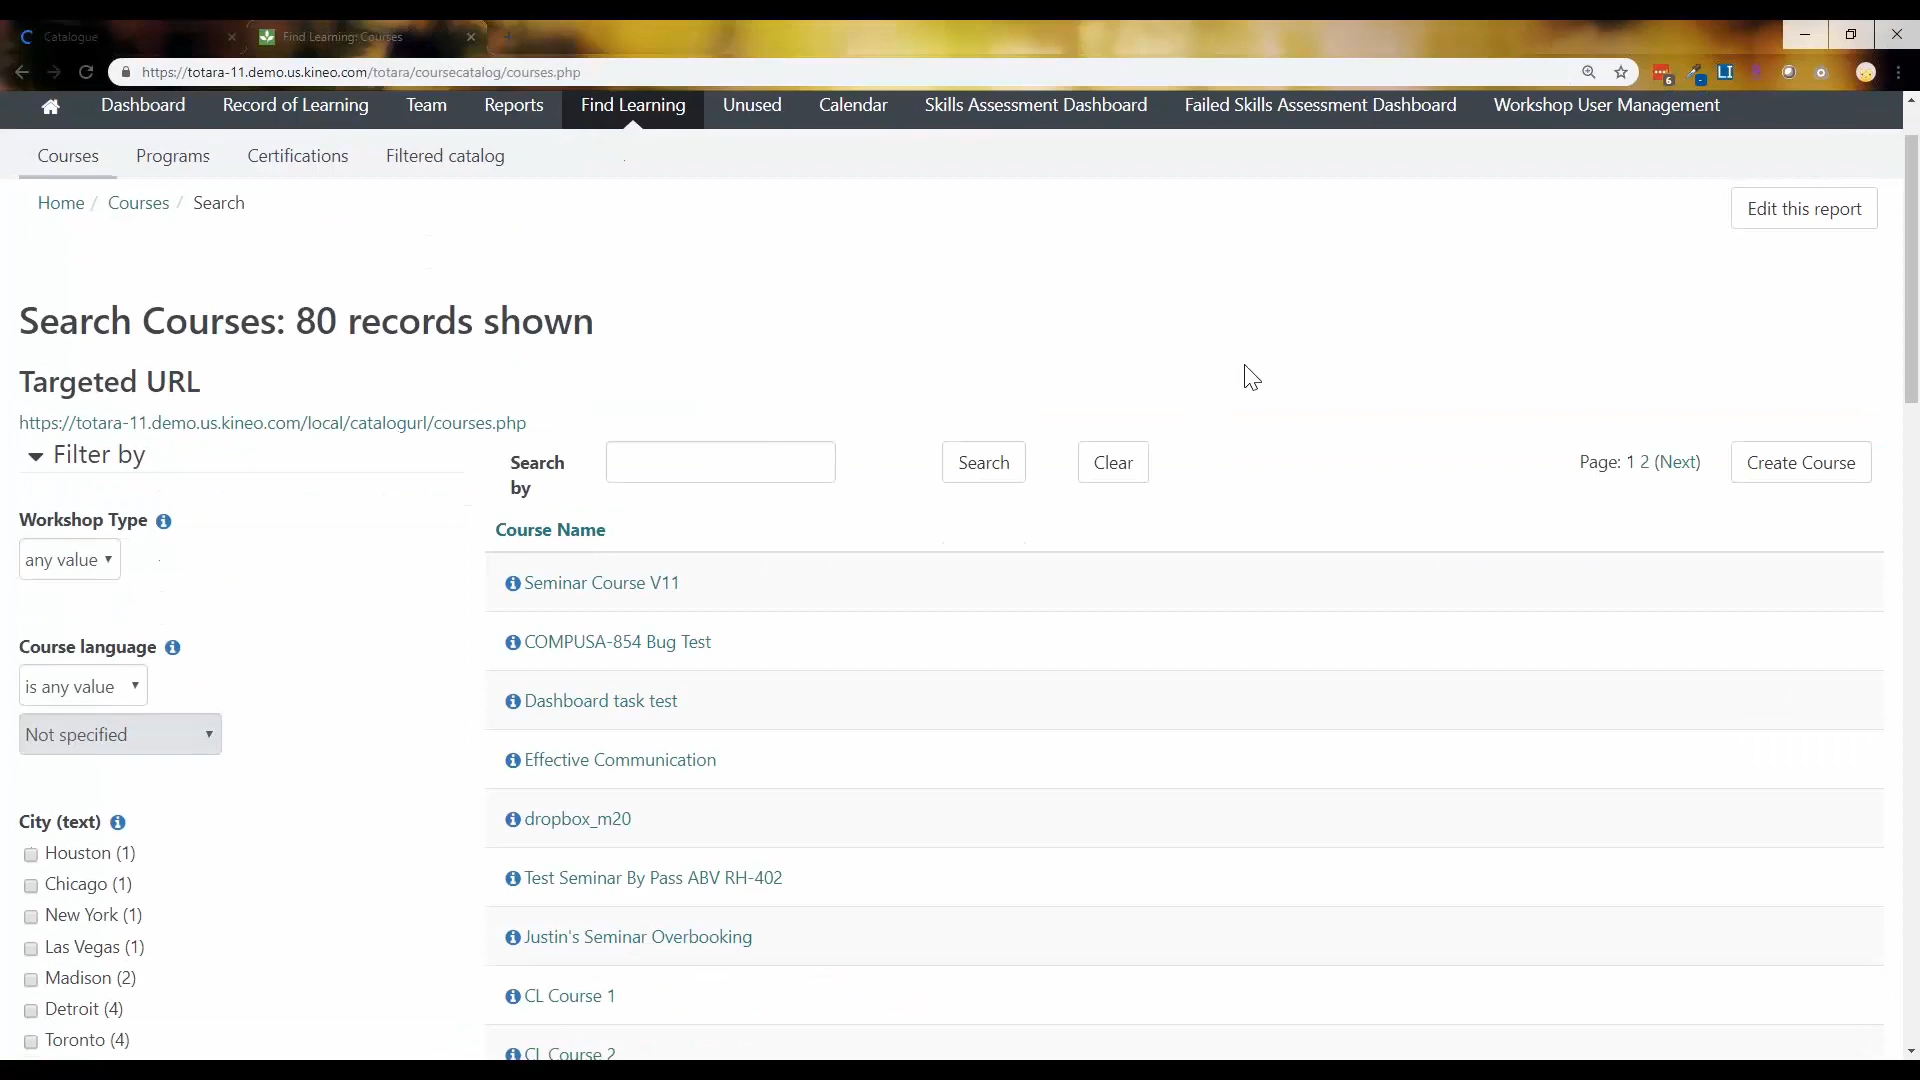 Catalogue
Find Learning: Courses
https://totara-11.demo.us.kineo.com/totara/coursecatalog/courses.php
6
LI
Dashboard Record of Learning Team Reports Find Learning Unused Calendar Skills Assessment Dashboard Failed Skills Assessment Dashboard Workshop User Management
Courses Programs Certifications Filtered catalog
Home / Courses / Search
Edit this report
Search Courses: 80 records shown
Targeted URL
https://totara-11.demo.us.kineo.com/local/catalogurl/courses.php
Filter by
Search by
Search
Clear
Page: 1 2 (Next)
Create Course
Workshop Type
any value
Course language
is any value
Not specified
City (text)
Houston (1)
Chicago (1)
New York (1)
Las Vegas (1)
Madison (2)
Detroit (4)
Toronto (4)
Course Name
Seminar Course V11
COMPUSA-854 Bug Test
Dashboard task test
Effective Communication
dropbox_m20
Test Seminar By Pass ABV RH-402
Justin's Seminar Overbooking
CL Course 1
CL Course 2